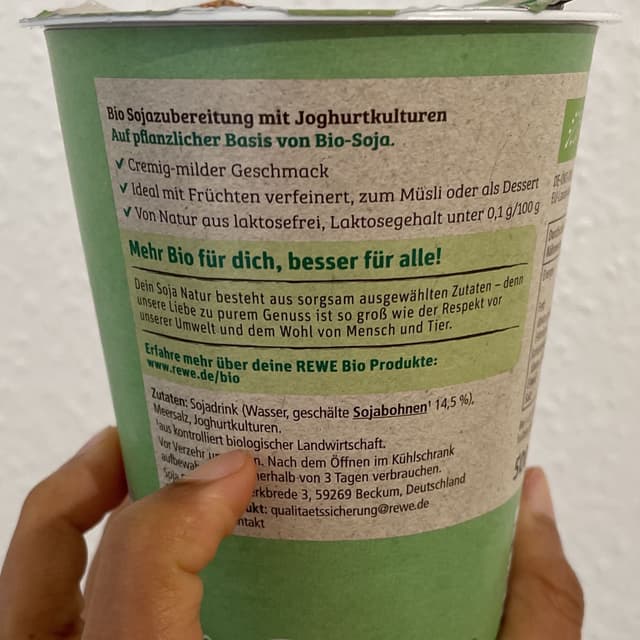 Bio Sojazubereitung mit Joghurtkulturen
Auf pflanzlicher Basis von Bio-Soja.
✓ Cremig-milder Geschmack
✓ Ideal mit Früchten verfeinert, zum Müsli oder als Dessert
✓ Von Natur aus laktosefrei, Laktosegehalt unter 0,1 g/100 g
Mehr Bio für dich, besser für alle!
Dein Soja Natur besteht aus sorgsam ausgewählten Zutaten – denn
unsere Liebe zu purem Genuss ist so groß wie der Respekt vor
unserer Umwelt und dem Wohl von Mensch und Tier.
Erfahre mehr über deine REWE Bio Produkte:
www.rewe.de/bio
Zutaten: Sojadrink (Wasser, geschälte Sojabohnen¹ 14,5 %),
Meersalz, Joghurtkulturen.
¹aus kontrolliert biologischer Landwirtschaft.
Vor Verzehr Nach dem Öffnen im Kühlschrank
von 3 Tagen verbrauchen.
3, 59269 Beckum, Deutschland
qualitaetssicherung@rewe.de